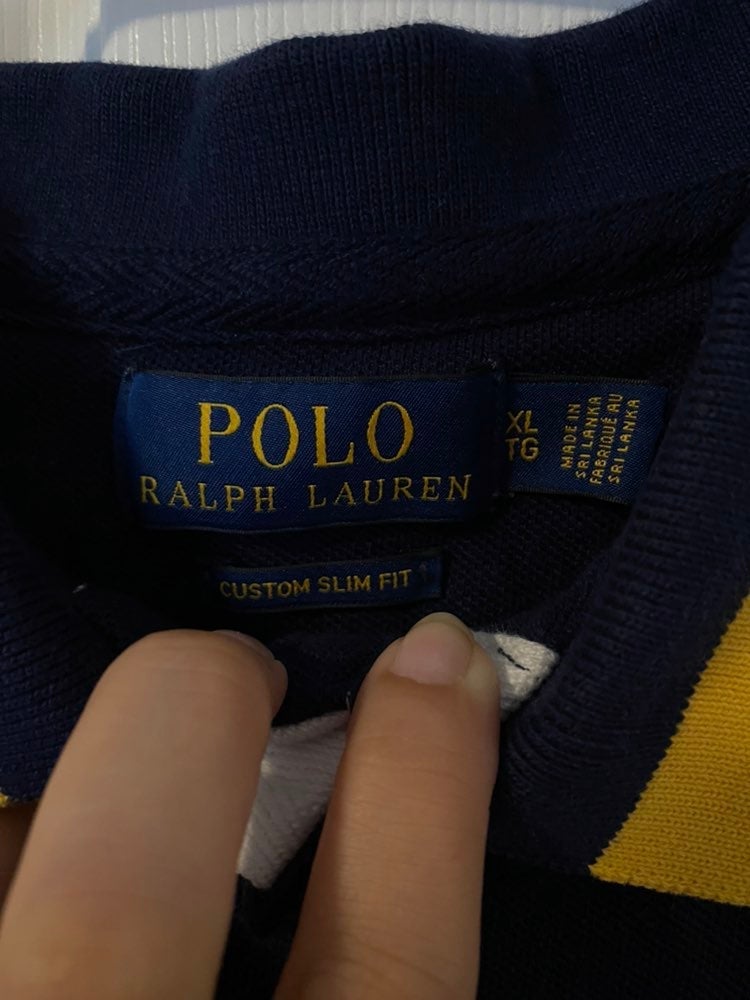 POLO
RALPH LAUREN
XL
TG
MADE IN
SRI LANKA
FABRIQUÉ AU
SRI LANKA
CUSTOM SLIM FIT